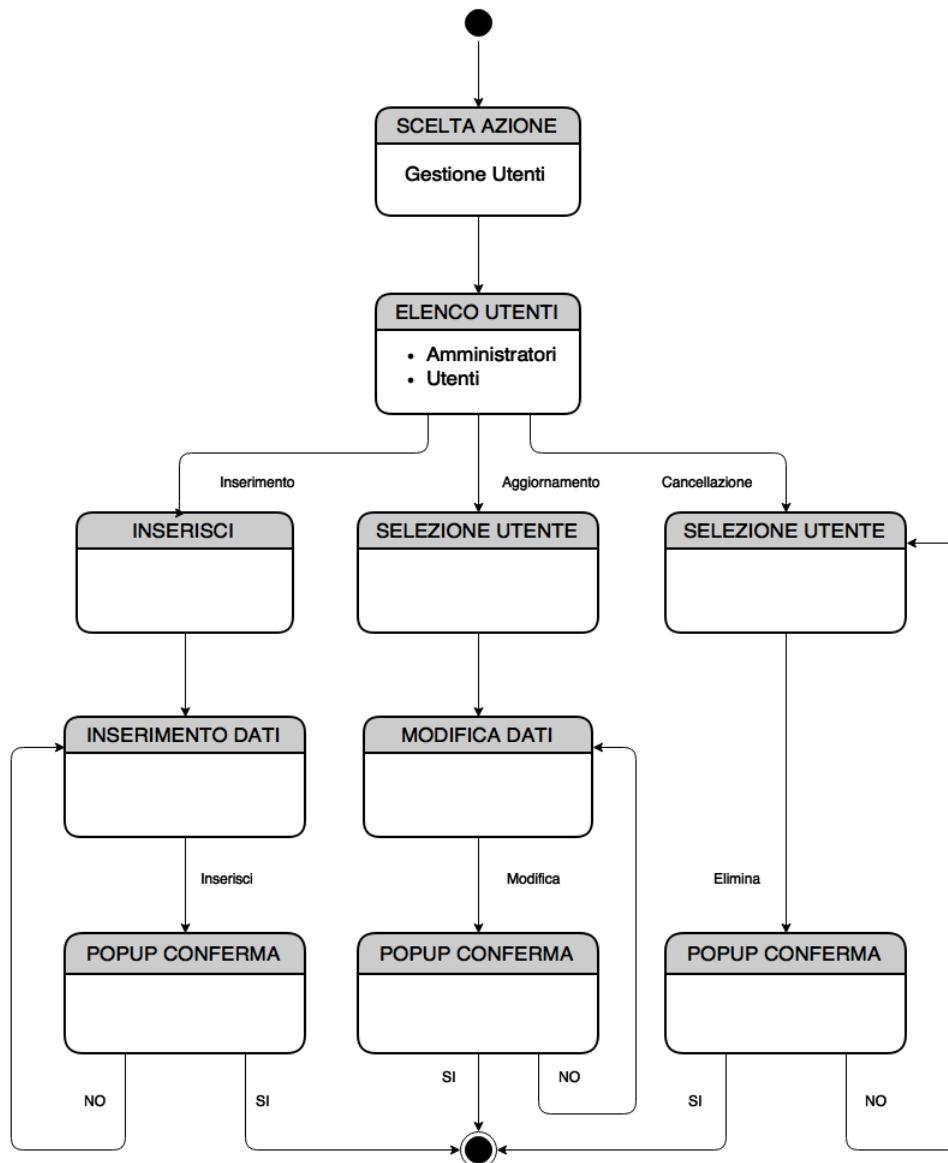 SCELTA AZIONE
Gestione Utenti
ELENCO UTENTI
• Amministratori
• Utenti
Inserimento
Aggiornamento
Cancellazione
INSERISCI
SELEZIONE UTENTE
SELEZIONE UTENTE
INSERIMENTO DATI
MODIFICA DATI
Inserisci
Modifica
Elimina
POPUP CONFERMA
POPUP CONFERMA
POPUP CONFERMA
NO
SI
SI
NO
SI
NO